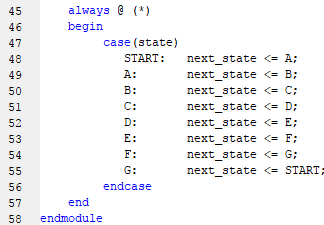 45 always @ (*)
46 begin
47 case(state)
48 START: next_state <= A;
49 A: next_state <= B;
50 B: next_state <= C;
51 C: next_state <= D;
52 D: next_state <= E;
53 E: next_state <= F;
54 F: next_state <= G;
55 G: next_state <= START;
56 endcase
57 end
58 endmodule